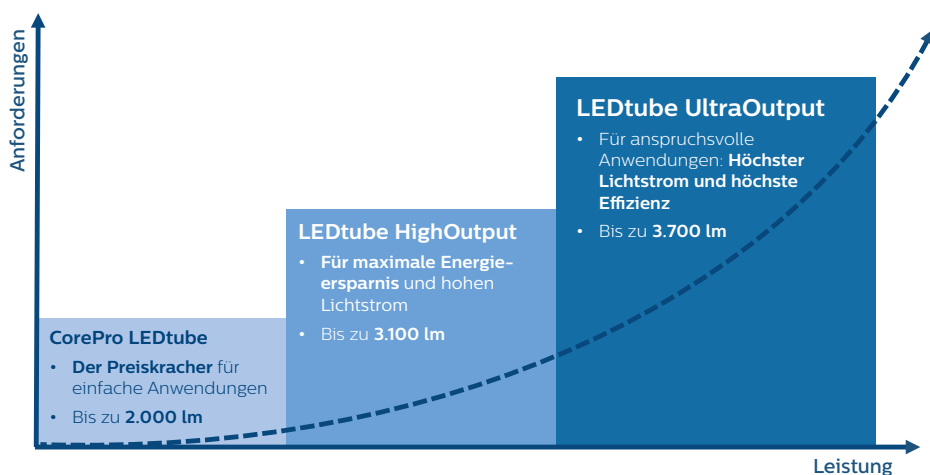 Anforderungen
LEDtube UltraOutput
• Für anspruchsvolle
Anwendungen: Höchster
Lichtstrom und höchste
Effizienz
• Bis zu 3.700 lm
LEDtube HighOutput
• Für maximale Energie-
ersparnis und hohen
Lichtstrom
• Bis zu 3.100 lm
CorePro LEDtube
• Der Preiskracher für
einfache Anwendungen
• Bis zu 2.000 lm
Leistung